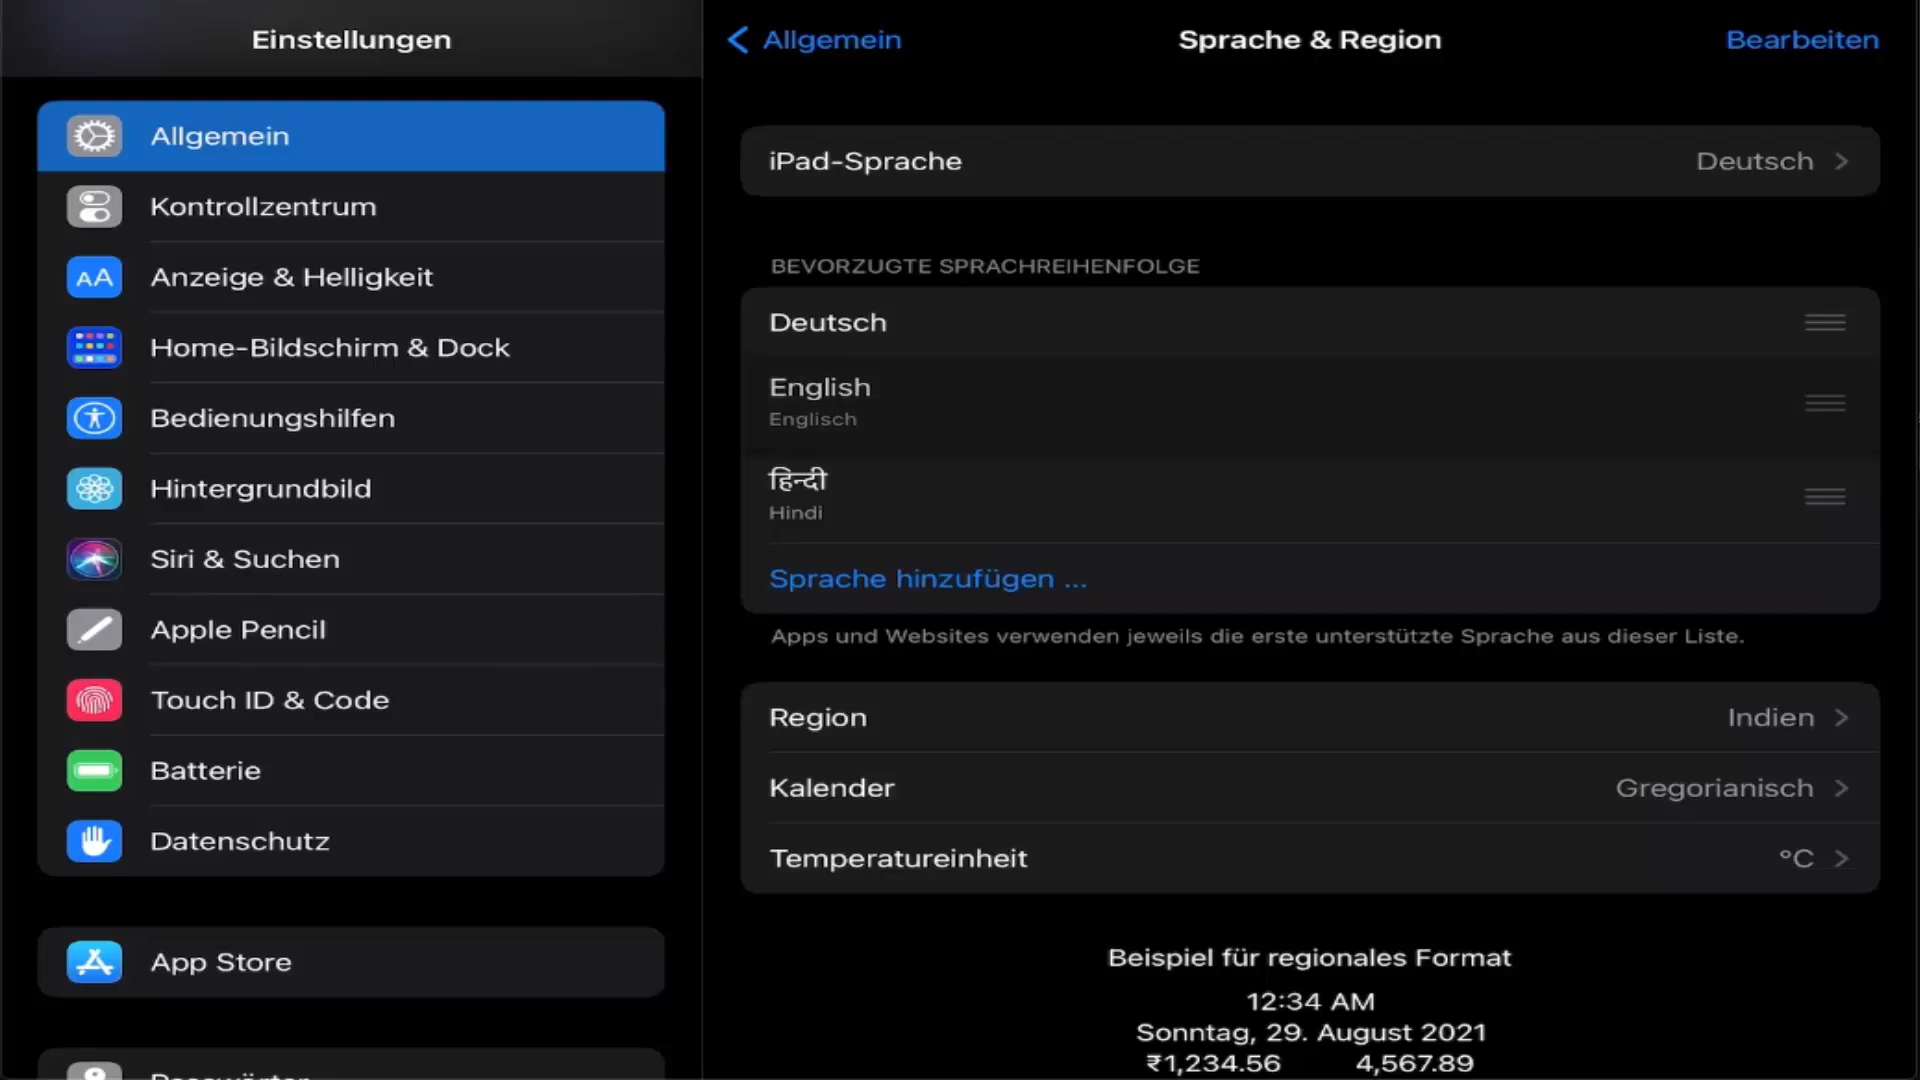 Einstellungen
Allgemein
Kontrollzentrum
AA Anzeige & Helligkeit
Home-Bildschirm & Dock
Bedienungshilfen
Hintergrundbild
Siri & Suchen
Apple Pencil
Touch ID & Code
Batterie
Datenschutz
App Store
Allgemein
Sprache & Region
Bearbeiten
iPad-Sprache Deutsch
BEVORZUGTE SPRACHREIHENFOLGE
Deutsch
English
Englisch
हिन्दी
Hindi
Sprache hinzufügen ...
Apps und Websites verwenden jeweils die erste unterstützte Sprache aus dieser Liste.
Region Indien
Kalender Gregorianisch
Temperatureinheit °C
Beispiel für regionales Format
12:34 AM
Sonntag, 29. August 2021
₹1,234.56 4,567.89